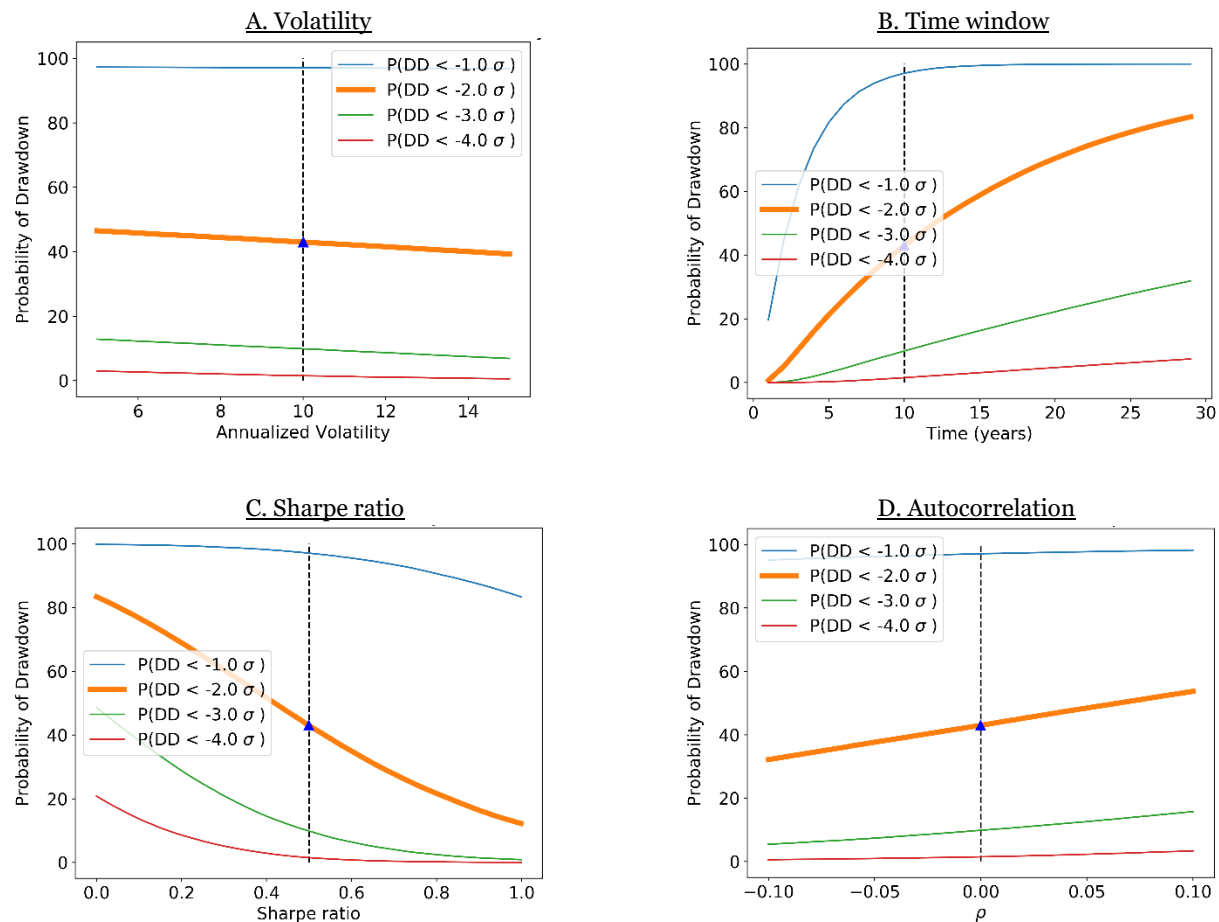 A. Volatility
100
80
60
40
20
0
Probability of Drawdown
P(DD < -1.0 σ )
P(DD < -2.0 σ )
P(DD < -3.0 σ )
P(DD < -4.0 σ )
6 8 10 12 14
Annualized Volatility
B. Time window
100
80
60
40
20
0
Probability of Drawdown
P(DD < -1.0 σ )
P(DD < -2.0 σ )
P(DD < -3.0 σ )
P(DD < -4.0 σ )
0 5 10 15 20 25 30
Time (years)
C. Sharpe ratio
100
80
60
40
20
0
Probability of Drawdown
P(DD < -1.0 σ )
P(DD < -2.0 σ )
P(DD < -3.0 σ )
P(DD < -4.0 σ )
0.0 0.2 0.4 0.6 0.8 1.0
Sharpe ratio
D. Autocorrelation
100
80
60
40
20
0
Probability of Drawdown
P(DD < -1.0 σ )
P(DD < -2.0 σ )
P(DD < -3.0 σ )
P(DD < -4.0 σ )
−0.10 −0.05 0.00 0.05 0.10
ρ